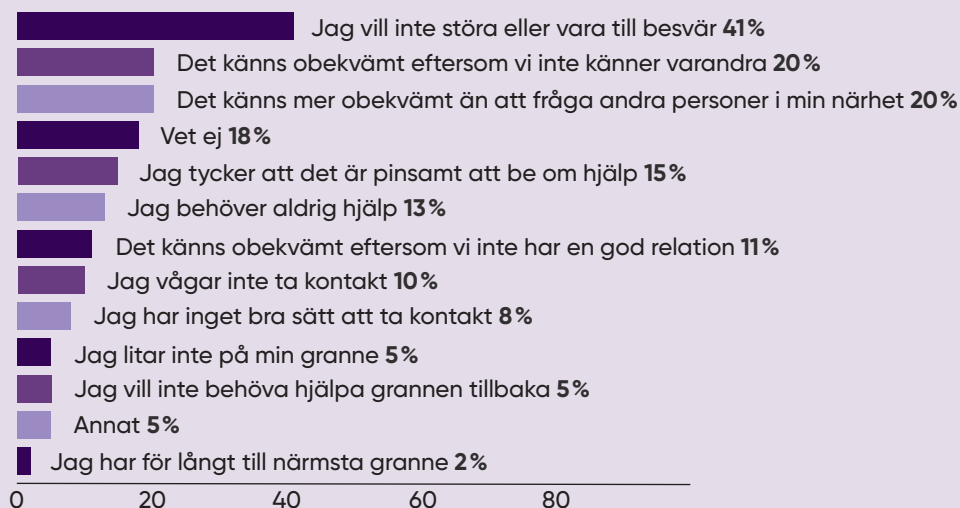 Jag vill inte störa eller vara till besvär 41%
Det känns obekvämt eftersom vi inte känner varandra 20%
Det känns mer obekvämt än att fråga andra personer i min närhet 20%
Vet ej 18%
Jag tycker att det är pinsamt att be om hjälp 15%
Jag behöver aldrig hjälp 13%
Det känns obekvämt eftersom vi inte har en god relation 11%
Jag vågar inte ta kontakt 10%
Jag har inget bra sätt att ta kontakt 8%
Jag litar inte på min granne 5%
Jag vill inte behöva hjälpa grannen tillbaka 5%
Annat 5%
Jag har för långt till närmsta granne 2%
0 20 40 60 80